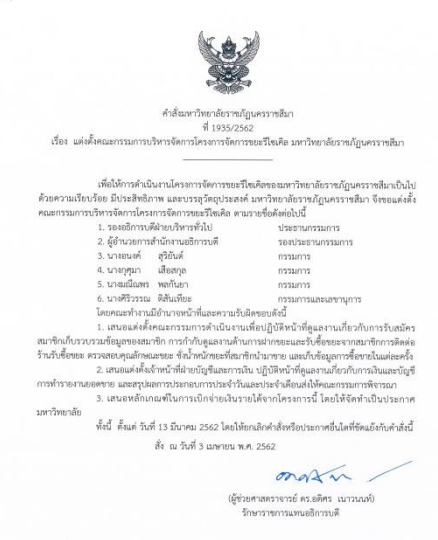 คำสั่งมหาวิทยาลัยราชภัฏนครราชสีมา
ที่ 1935/2562
เรื่อง แต่งตั้งคณะกรรมการบริหารจัดการโครงการจัดการขยะรีไซเคิล มหาวิทยาลัยราชภัฏนครราชสีมา
เพื่อให้การดำเนินงานโครงการจัดการขยะรีไซเคิลของมหาวิทยาลัยราชภัฏนครราชสีมาเป็นไป
ด้วยความเรียบร้อย มีประสิทธิภาพ และบรรลุวัตถุประสงค์ มหาวิทยาลัยราชภัฏนครราชสีมา จึงขอแต่งตั้ง
คณะกรรมการบริหารจัดการโครงการจัดการขยะรีไซเคิล ตามรายชื่อดังต่อไปนี้
1. รองอธิการบดีฝ่ายบริหารทั่วไป ประธานกรรมการ
2. ผู้อำนวยการสำนักงานอธิการบดี รองประธานกรรมการ
3. นางอนงค์ สุริยันต์ กรรมการ
4. นางกุศุมา เสือสกุล กรรมการ
5. นางมณีณพร พลกันยา กรรมการ
6. นางศิริวรรณ ดิสันเทียะ กรรมการและเลขานุการ
โดยคณะทำงานมีอำนาจหน้าที่และความรับผิดชอบดังนี้
1. เสนอแต่งตั้งคณะกรรมการดำเนินงานเพื่อปฏิบัติหน้าที่ดูแลงานเกี่ยวกับการรับสมัคร
สมาชิกเก็บรวบรวมข้อมูลของสมาชิก การกำกับดูแลงานด้านการฝากขยะและรับซื้อขยะจากสมาชิกการติดต่อ
ร้านรับซื้อขยะ ตรวจสอบคุณลักษณะขยะ ชั่งน้ำหนักขยะที่สมาชิกนำมาขาย และเก็บข้อมูลการซื้อขายในแต่ละครั้ง
2. เสนอแต่งตั้งเจ้าหน้าที่ฝ่ายบัญชีและการเงิน ปฏิบัติหน้าที่ดูแลงานเกี่ยวกับการเงินและบัญชี
การทำรายงานยอดขาย และสรุปผลการประกอบการประจำวันและประจำเดือนส่งให้คณะกรรมการพิจารณา
3. เสนอหลักเกณฑ์ในการเบิกจ่ายเงินรายได้จากโครงการนี้ โดยให้จัดทำเป็นประกาศ
มหาวิทยาลัย
ทั้งนี้ ตั้งแต่ วันที่ 13 มีนาคม 2562 โดยให้ยกเลิกคำสั่งหรือประกาศอื่นใดที่ขัดแย้งกับคำสั่งนี้
สั่ง ณ วันที่ 3 เมษายน พ.ศ. 2562
(ผู้ช่วยศาสตราจารย์ ดร.อดิศร เนาวนนท์)
รักษาราชการแทนอธิการบดี